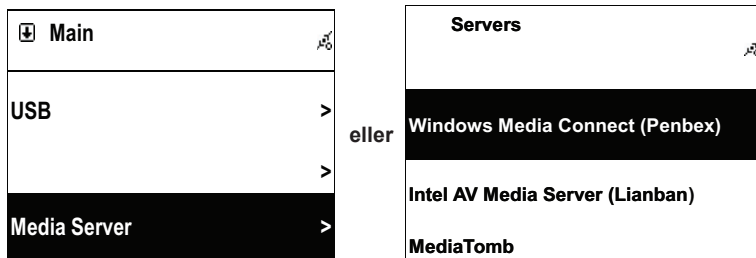 Main
USB >
>
Media Server >
eller
Servers
Windows Media Connect (Penbex)
Intel AV Media Server (Lianban)
MediaTomb